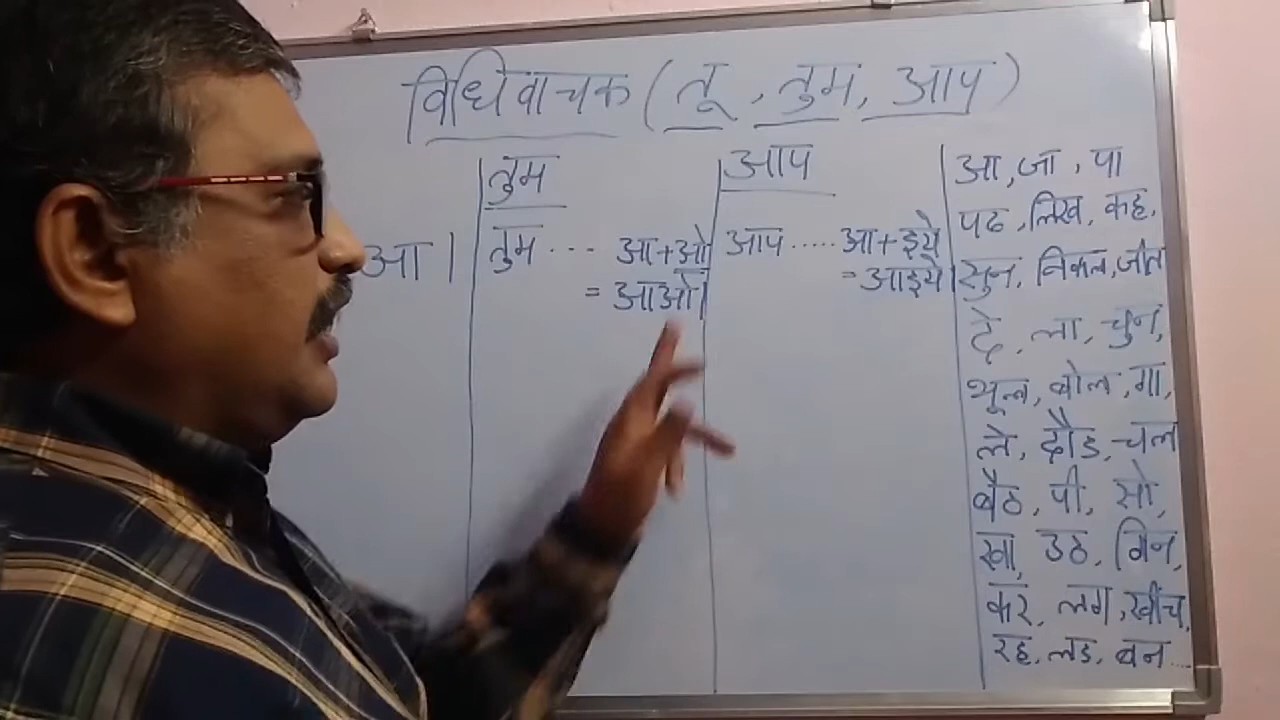 विधिवाचक ( तू, तुम, आप )
आ।
तुम
तुम --- आ+ओ
= आओ।
आप
आप ..... आ+इये
= आइये।
आ, जा, पा
पढ, लिख, कह,
सुन, निकल, जीत
दे, ला, चुन,
भूल, बोल, गा,
ले, दौड, चल
बैठ, पी, सो,
खा, उठ, गिन,
कर, लग, खींच,
रह, लड, बन....